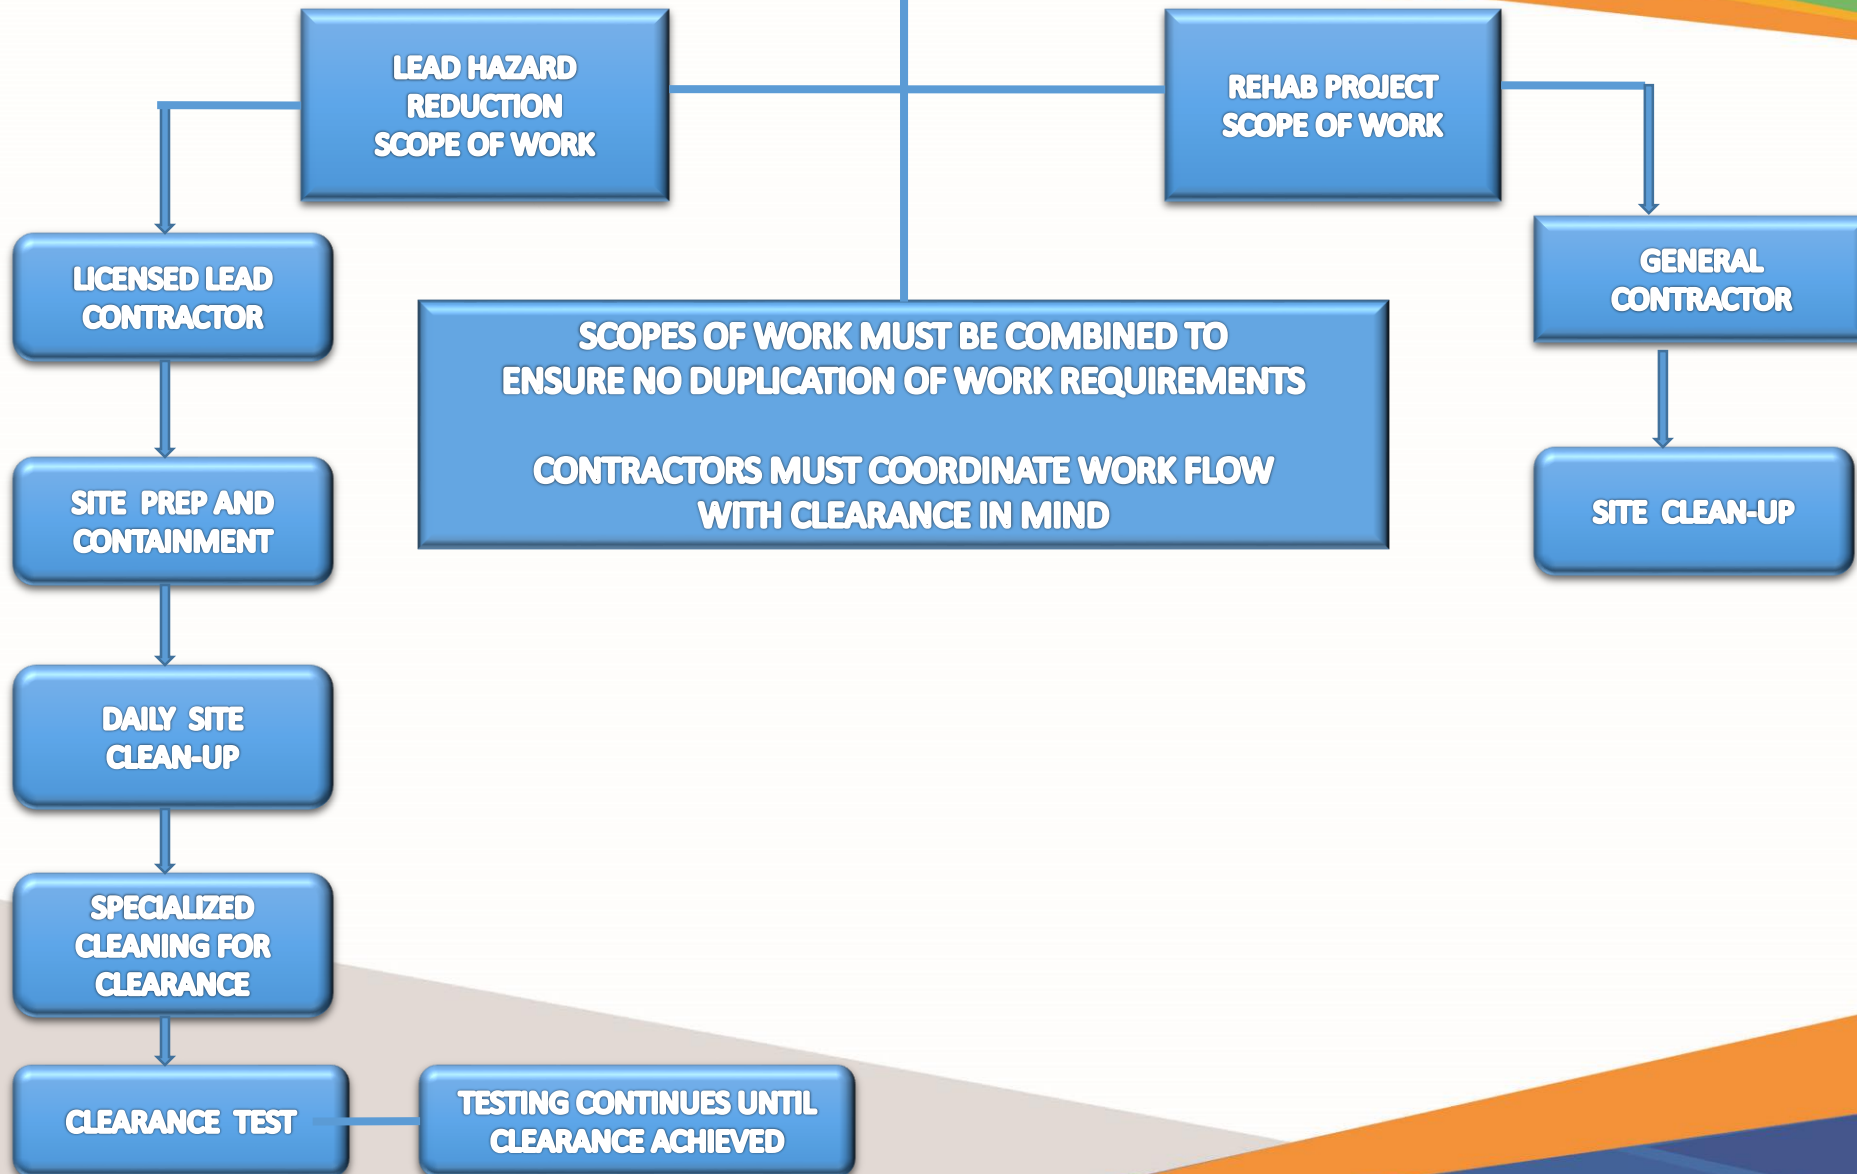 LEAD HAZARD
REDUCTION
SCOPE OF WORK
REHAB PROJECT
SCOPE OF WORK
LICENSED LEAD
CONTRACTOR
GENERAL
CONTRACTOR
SCOPES OF WORK MUST BE COMBINED TO
ENSURE NO DUPLICATION OF WORK REQUIREMENTS
CONTRACTORS MUST COORDINATE WORK FLOW
WITH CLEARANCE IN MIND
SITE PREP AND
CONTAINMENT
SITE CLEAN-UP
DAILY SITE
CLEAN-UP
SPECIALIZED
CLEANING FOR
CLEARANCE
CLEARANCE TEST
TESTING CONTINUES UNTIL
CLEARANCE ACHIEVED